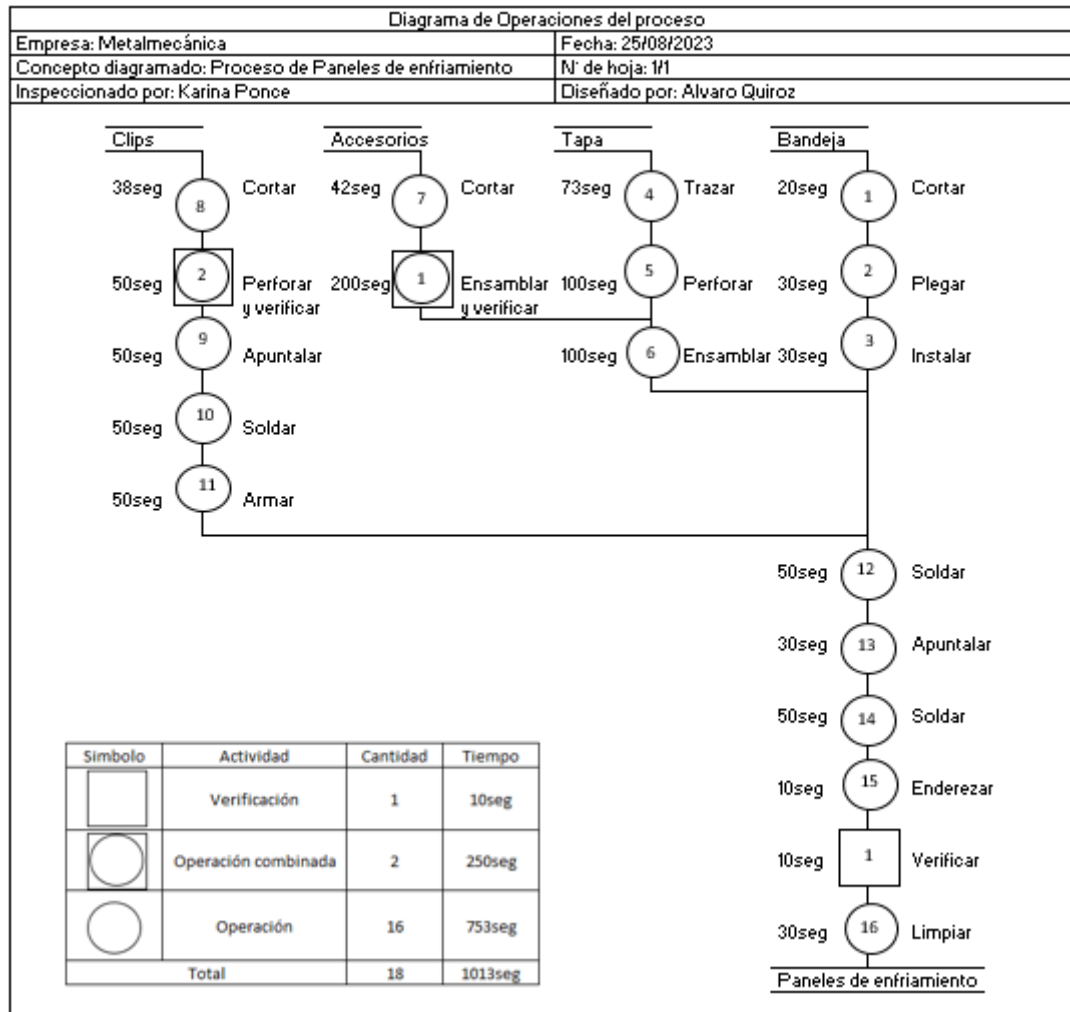 Diagrama de Operaciones del proceso
Empresa: Metalmecánica Fecha: 25/08/2023
Concepto diagramado: Proceso de Paneles de enfriamiento N° de hoja: 1/1
Inspeccionado por: Karina Ponce Diseñado por: Alvaro Quiroz
Clips Accesorios Tapa Bandeja
38seg 8 Cortar 42seg 7 Cortar 73seg 4 Trazar 20seg 1 Cortar
50seg 2 Perforar 200seg 1 Ensamblar 100seg 5 Perforar 30seg 2 Plegar
y verificar y verificar
50seg 9 Apuntalar 100seg 6 Ensamblar 30seg 3 Instalar
50seg 10 Soldar
50seg 11 Armar
50seg 12 Soldar
30seg 13 Apuntalar
50seg 14 Soldar
10seg 15 Enderezar
10seg 1 Verificar
30seg 16 Limpiar
Paneles de enfriamiento
Simbolo Actividad Cantidad Tiempo
Verificación 1 10seg
Operación combinada 2 250seg
Operación 16 753seg
Total 18 1013seg